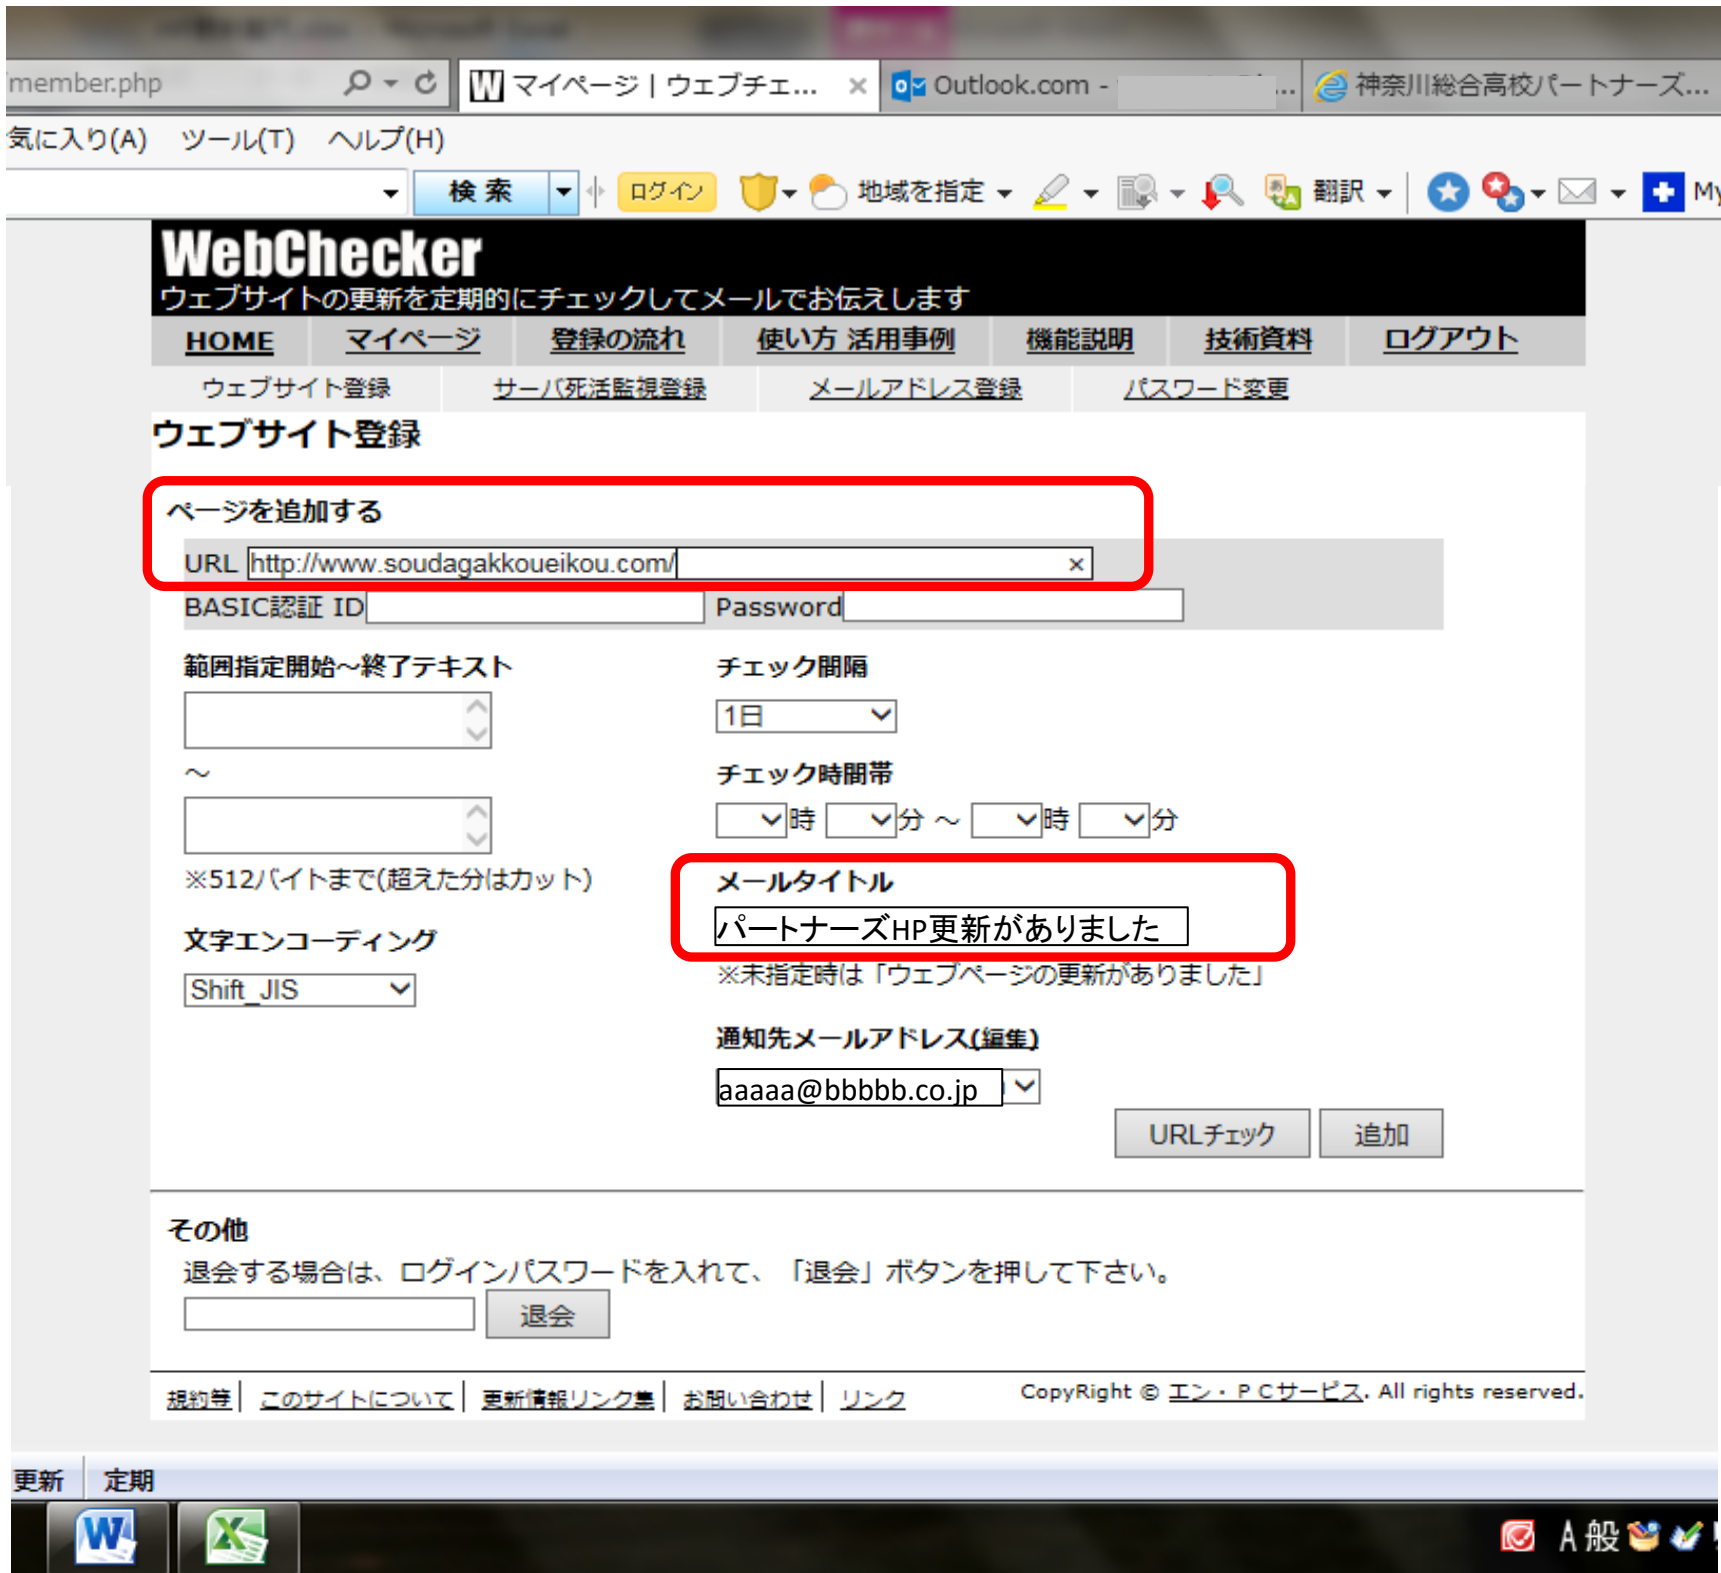 member.php
マイページ | ウェブチェ...
Outlook.com -
...
神奈川総合高校パートナーズ...
気に入り(A) ツール(T) ヘルプ(H)
検索 ログイン 地域を指定 翻訳 My
WebChecker
ウェブサイトの更新を定期的にチェックしてメールでお伝えします
HOME マイページ 登録の流れ 使い方 活用事例 機能説明 技術資料 ログアウト
ウェブサイト登録 サーバ死活監視登録 メールアドレス登録 パスワード変更
ウェブサイト登録
ページを追加する
URL http://www.soudagakkoueikou.com/ ×
BASIC認証 ID Password
範囲指定開始～終了テキスト
～
※512バイトまで(超えた分はカット)
文字エンコーディング
Shift_JIS
チェック間隔
1日
チェック時間帯
時 分 ～ 時 分
メールタイトル
パートナーズHP更新がありました
※未指定時は「ウェブページの更新がありました」
通知先メールアドレス(編集)
aaaaa@bbbbb.co.jp
URLチェック 追加
その他
退会する場合は、ログインパスワードを入れて、「退会」ボタンを押して下さい。
退会
規約等 このサイトについて 更新情報リンク集 お問い合わせ リンク CopyRight © エン・PCサービス. All rights reserved.
更新 定期
A 般